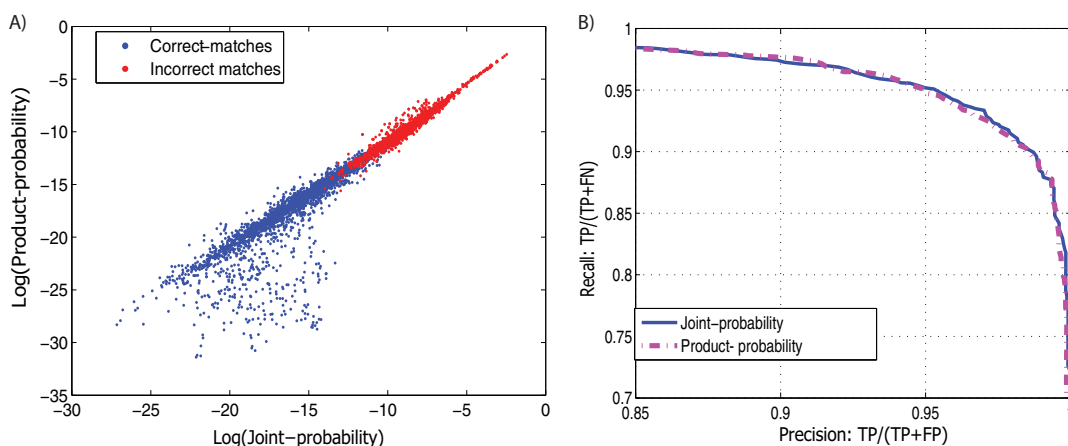 A)
0
−5
−10
−15
−20
−25
−30
−35
Log(Product-probability)
Correct−matches
Incorrect matches
−30
−25
−20
−15
−10
−5
0
Log(Joint−probability)
B)
1
0.95
0.9
0.85
0.8
0.75
0.7
Recall: TP/(TP+FN)
Joint−probability
Product- probability
0.85
0.9
0.95
1
Precision: TP/(TP+FP)